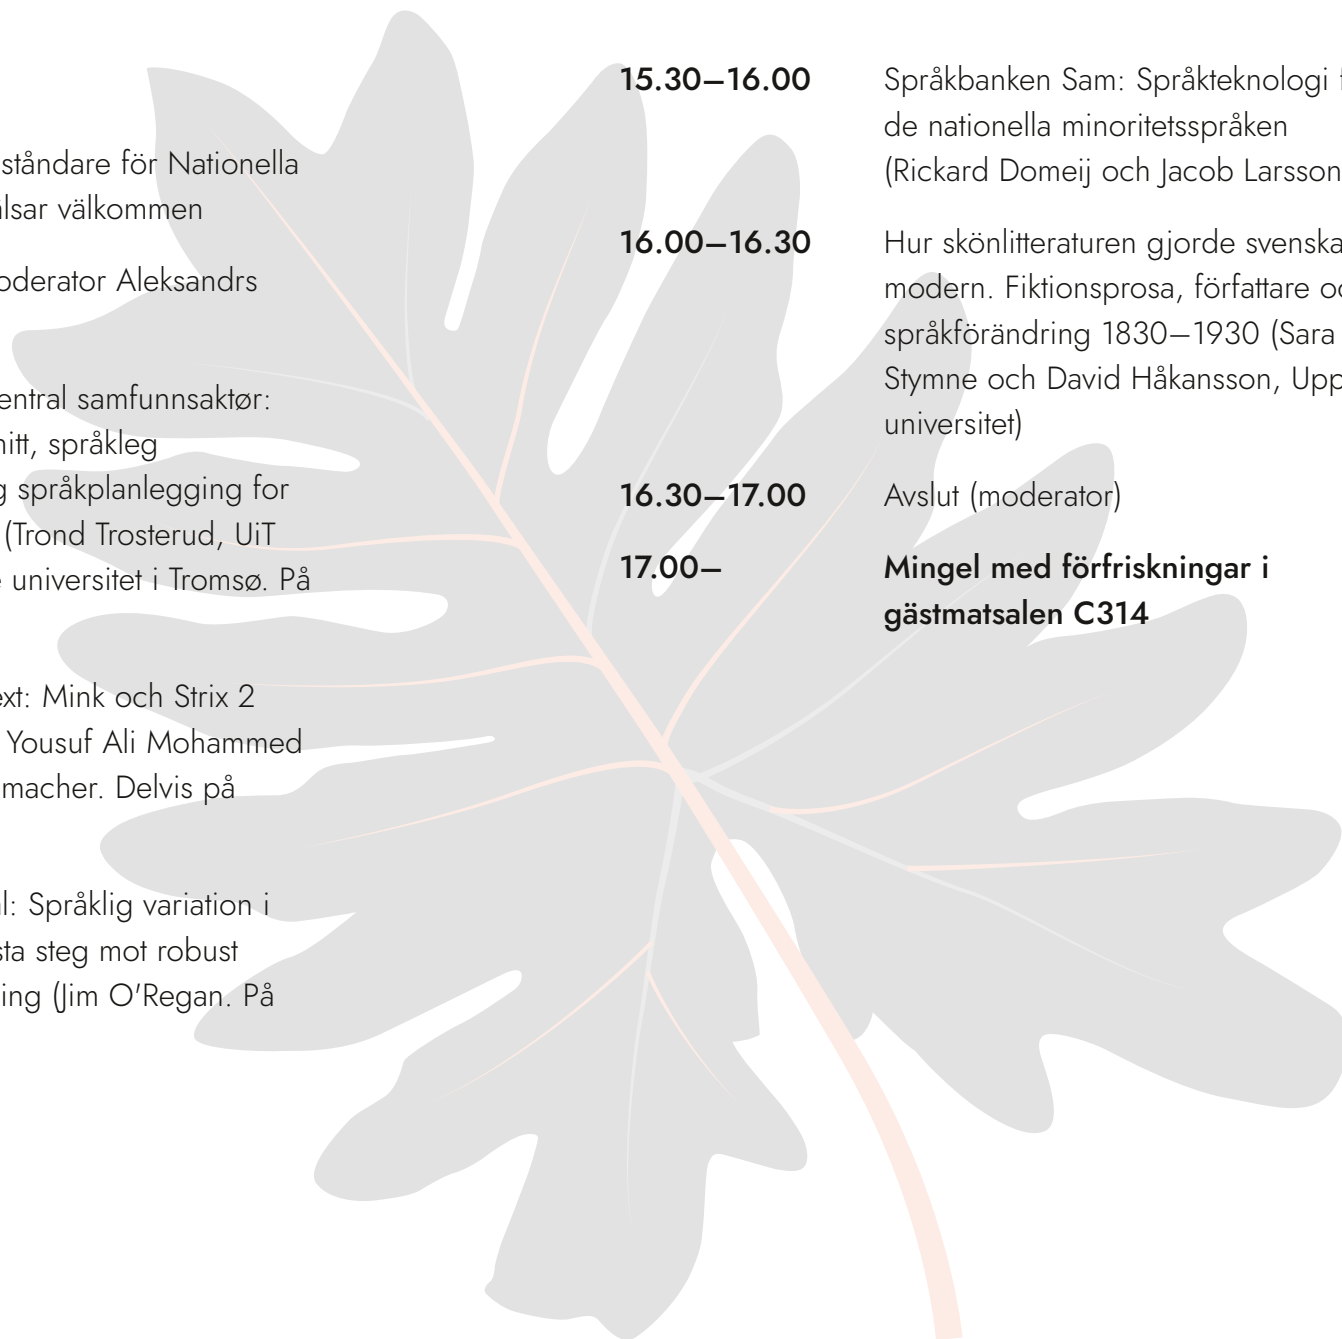 ståndare för Nationella
älsar välkommen
oderator Aleksandrs
entral samfunnsaktør:
nitt, språkleg
g språkplanlegging for
(Trond Trosterud, UiT
e universitet i Tromsø. På
ext: Mink och Strix 2
Yousuf Ali Mohammed
macher. Delvis på
l: Språklig variation i
sta steg mot robust
ing (Jim O'Regan. På
15.30–16.00 Språkbanken Sam: Språkteknologi f
de nationella minoritetsspråken
(Rickard Domeij och Jacob Larsson
16.00–16.30 Hur skönlitteraturen gjorde svenska
modern. Fiktionsprosa, författare oc
språkförändring 1830–1930 (Sara
Stymne och David Håkansson, Upp
universitet)
16.30–17.00 Avslut (moderator)
17.00– Mingel med förfriskningar i
gästmatsalen C314